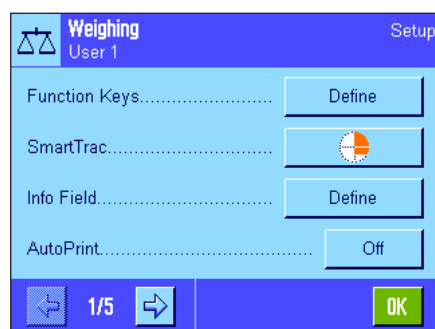 Weighing
Setup
User 1
Function Keys........................ Define
SmartTrac..............................
Info Field................................ Define
AutoPrint....................................... Off
1/5
OK